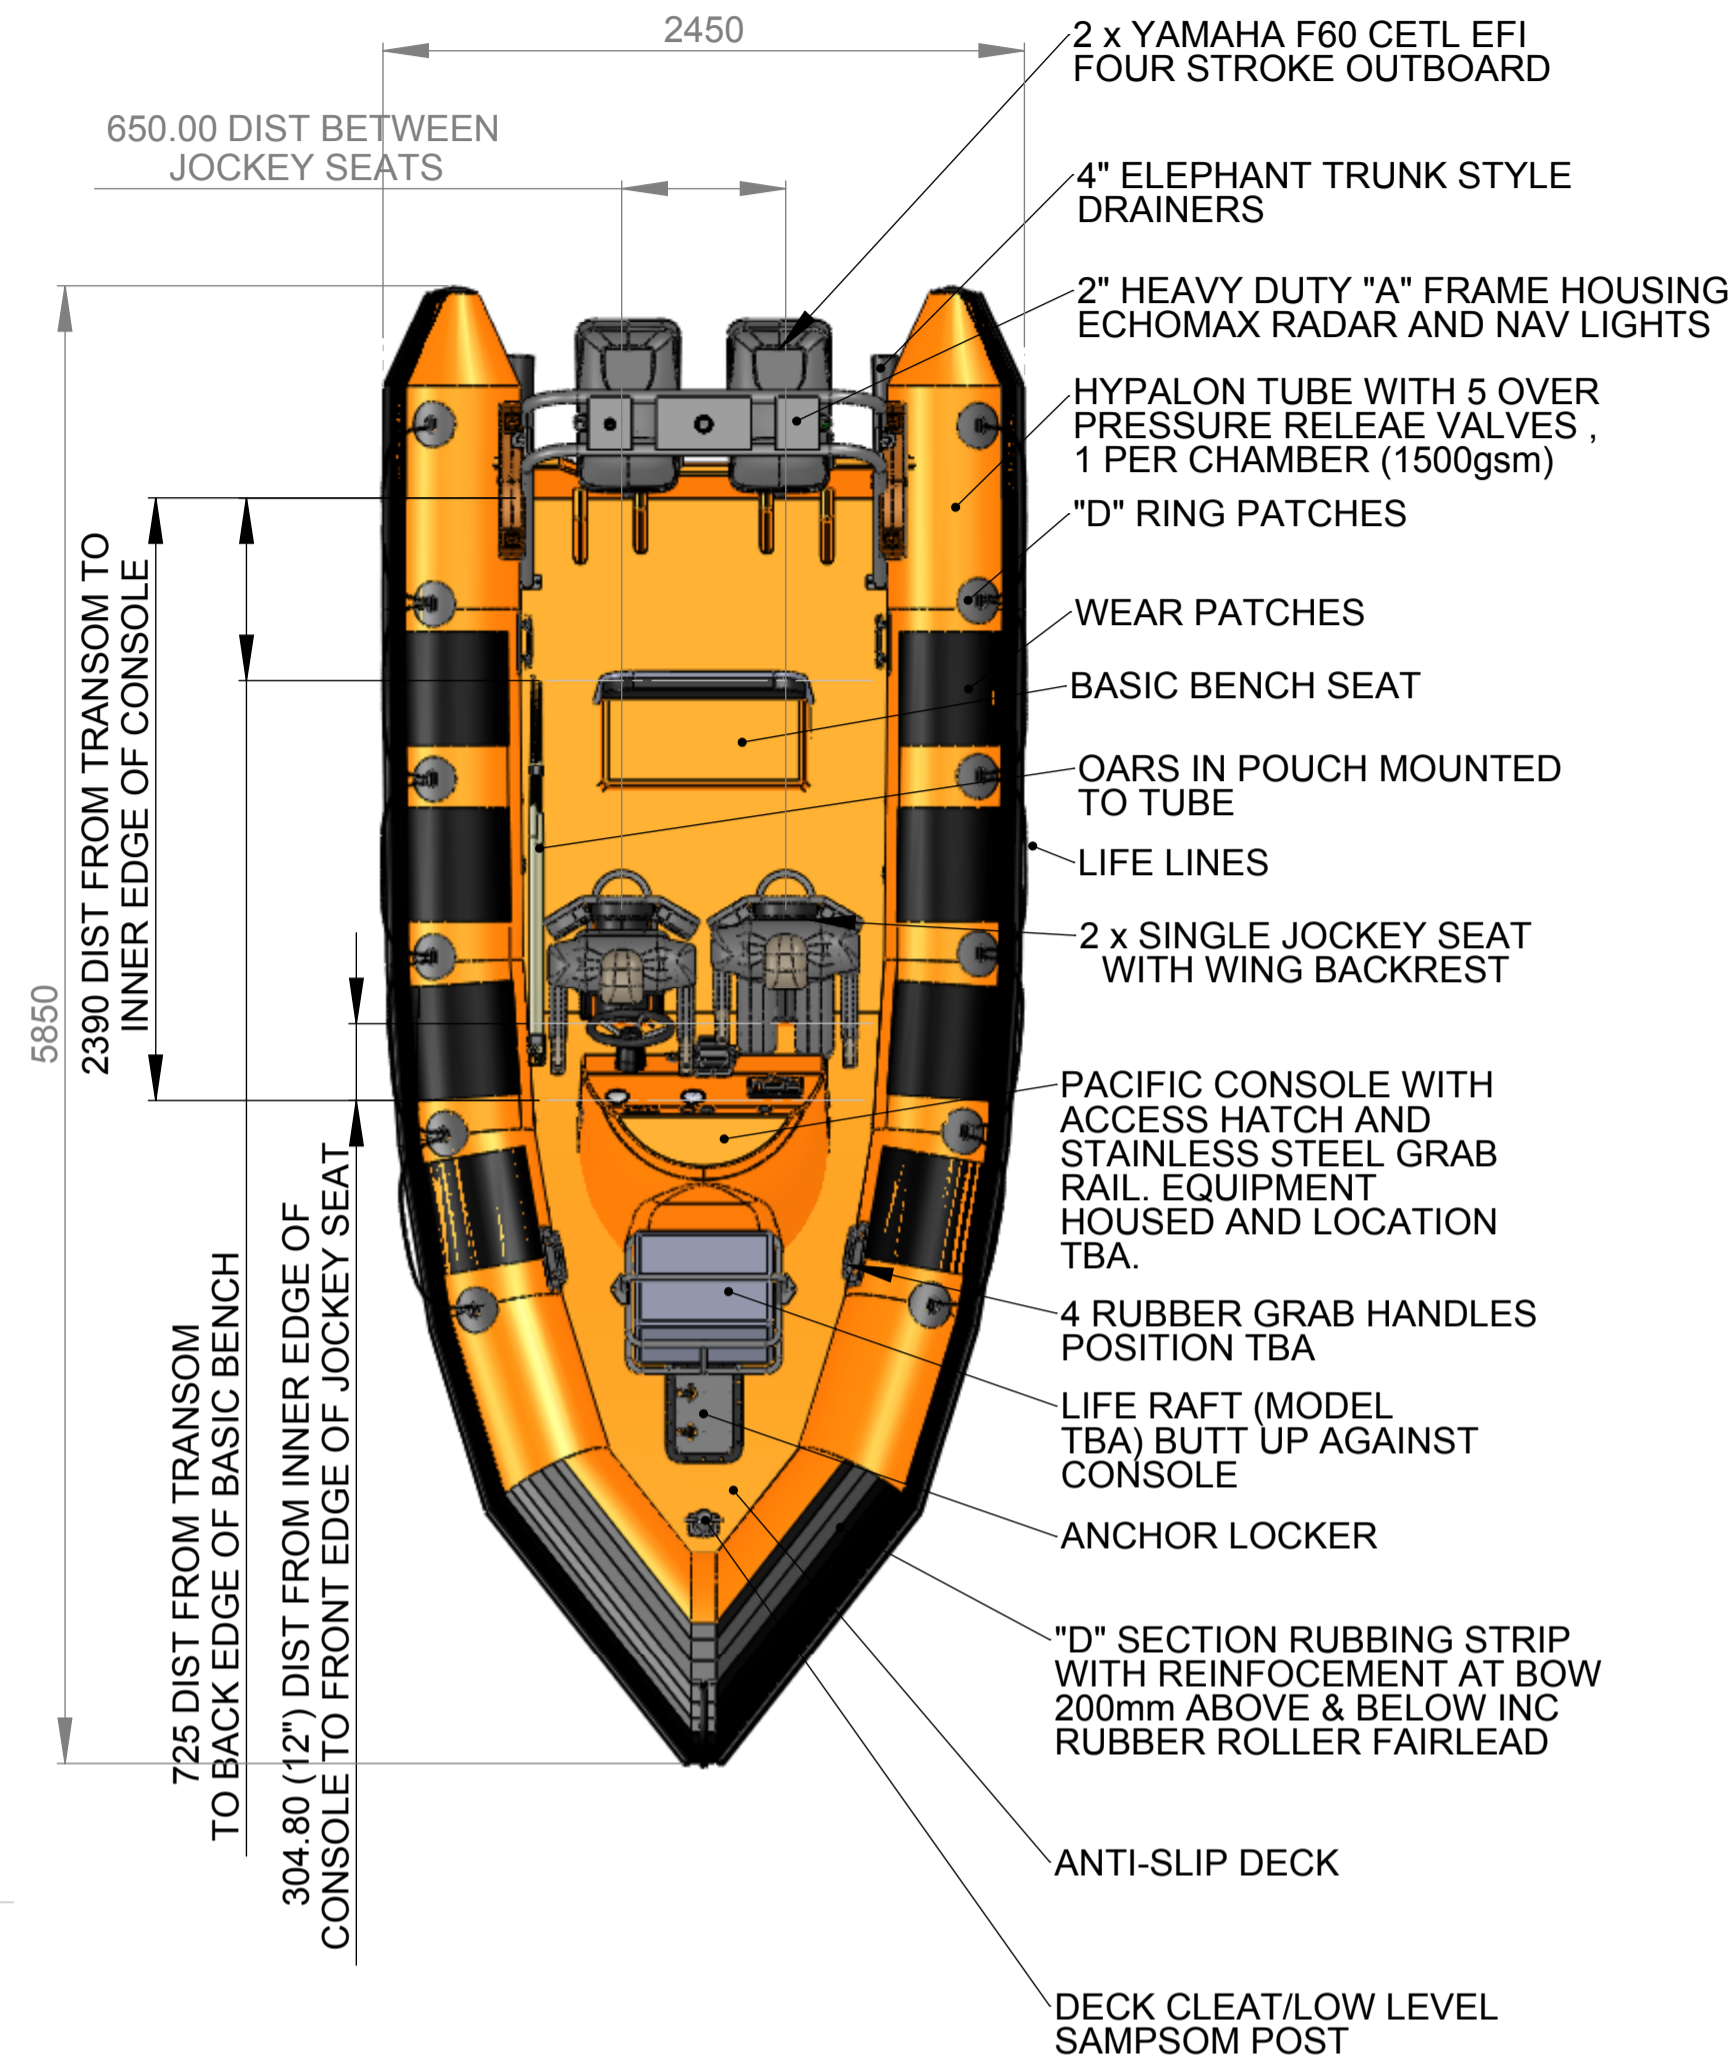 2450
2 x YAMAHA F60 CETL EFI
FOUR STROKE OUTBOARD
650.00 DIST BETWEEN
JOCKEY SEATS
4" ELEPHANT TRUNK STYLE
DRAINERS
2" HEAVY DUTY "A" FRAME HOUSING
ECHOMAX RADAR AND NAV LIGHTS
HYPALON TUBE WITH 5 OVER
PRESSURE RELEAE VALVES ,
1 PER CHAMBER (1500gsm)
"D" RING PATCHES
WEAR PATCHES
BASIC BENCH SEAT
OARS IN POUCH MOUNTED
TO TUBE
LIFE LINES
2 x SINGLE JOCKEY SEAT
WITH WING BACKREST
PACIFIC CONSOLE WITH
ACCESS HATCH AND
STAINLESS STEEL GRAB
RAIL. EQUIPMENT
HOUSED AND LOCATION
TBA.
4 RUBBER GRAB HANDLES
POSITION TBA
LIFE RAFT (MODEL
TBA) BUTT UP AGAINST
CONSOLE
ANCHOR LOCKER
"D" SECTION RUBBING STRIP
WITH REINFOCEMENT AT BOW
200mm ABOVE & BELOW INC
RUBBER ROLLER FAIRLEAD
ANTI-SLIP DECK
DECK CLEAT/LOW LEVEL
SAMPSOM POST
5850
2390 DIST FROM TRANSOM TO
INNER EDGE OF CONSOLE
725 DIST FROM TRANSOM
TO BACK EDGE OF BASIC BENCH
304.80 (12") DIST FROM INNER EDGE OF
CONSOLE TO FRONT EDGE OF JOCKEY SEAT